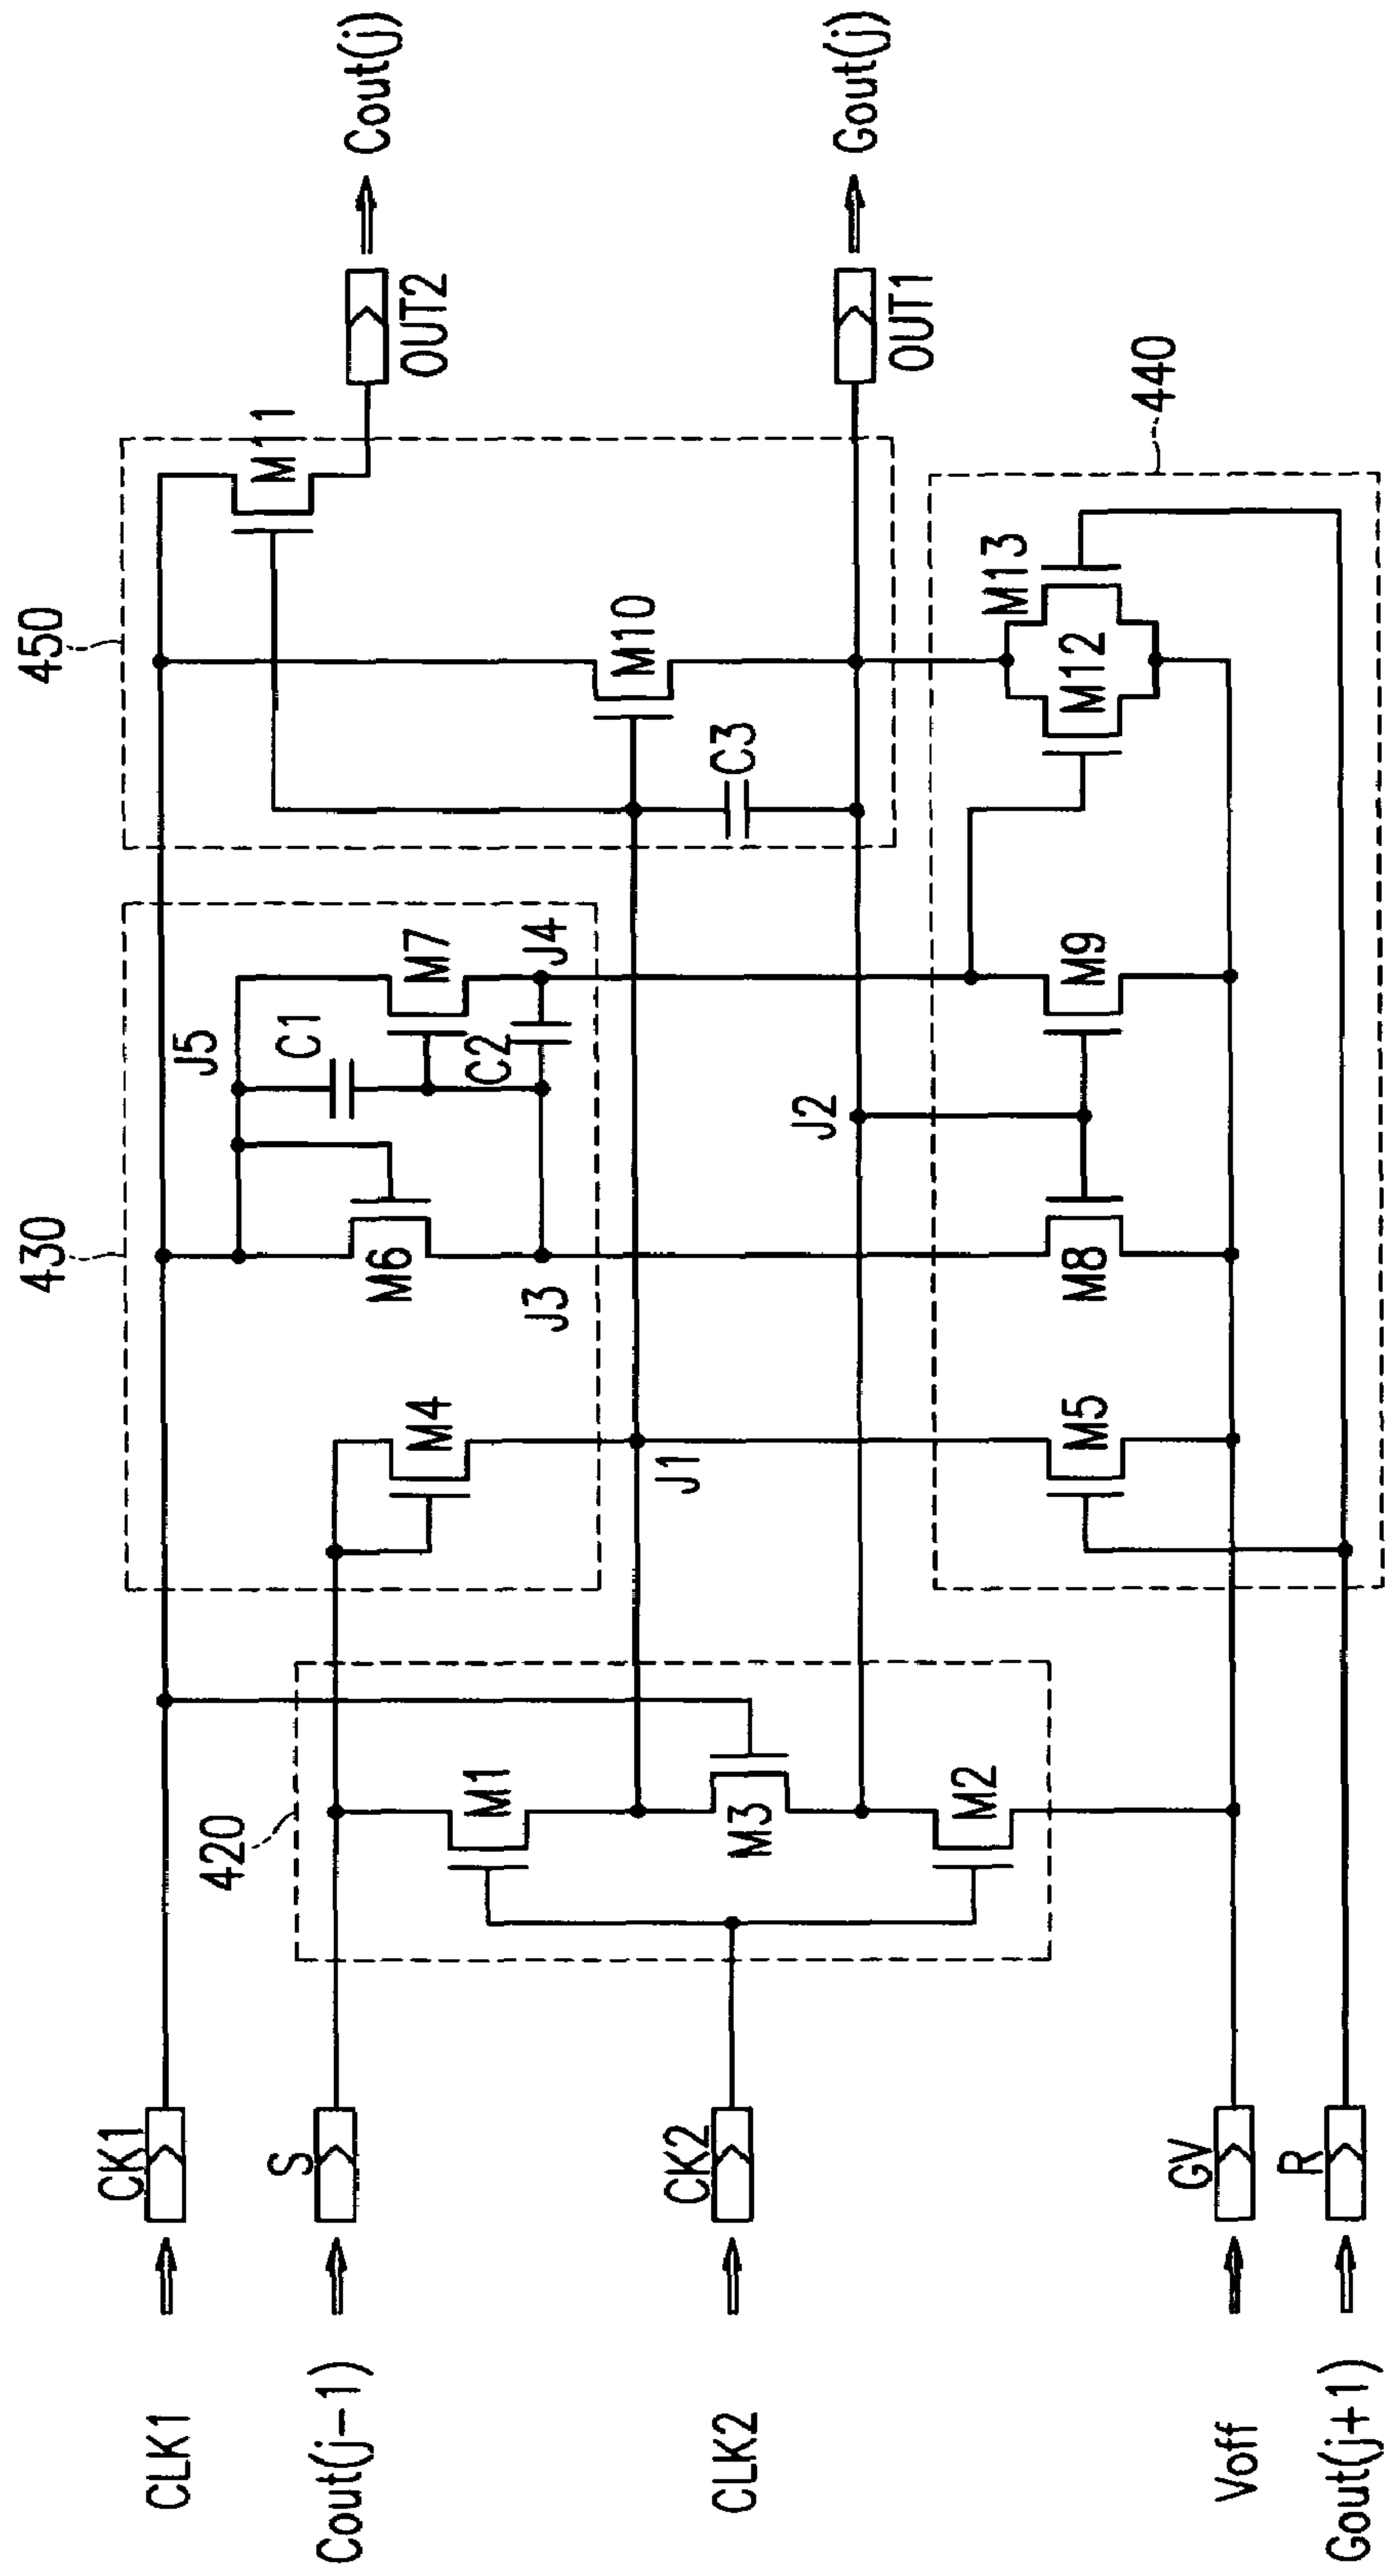 450
430
420
440
CLK1
CK1
Cout(j-1)
S
CLK2
CK2
Voff
GV
Gout(j+1)
R
M1
M3
M2
M4
J1
M5
M6
J3
M8
J5
C1
M7
C2
J4
J2
M9
C3
M10
M11
M12
M13
OUT2
Cout(j)
OUT1
Gout(j)